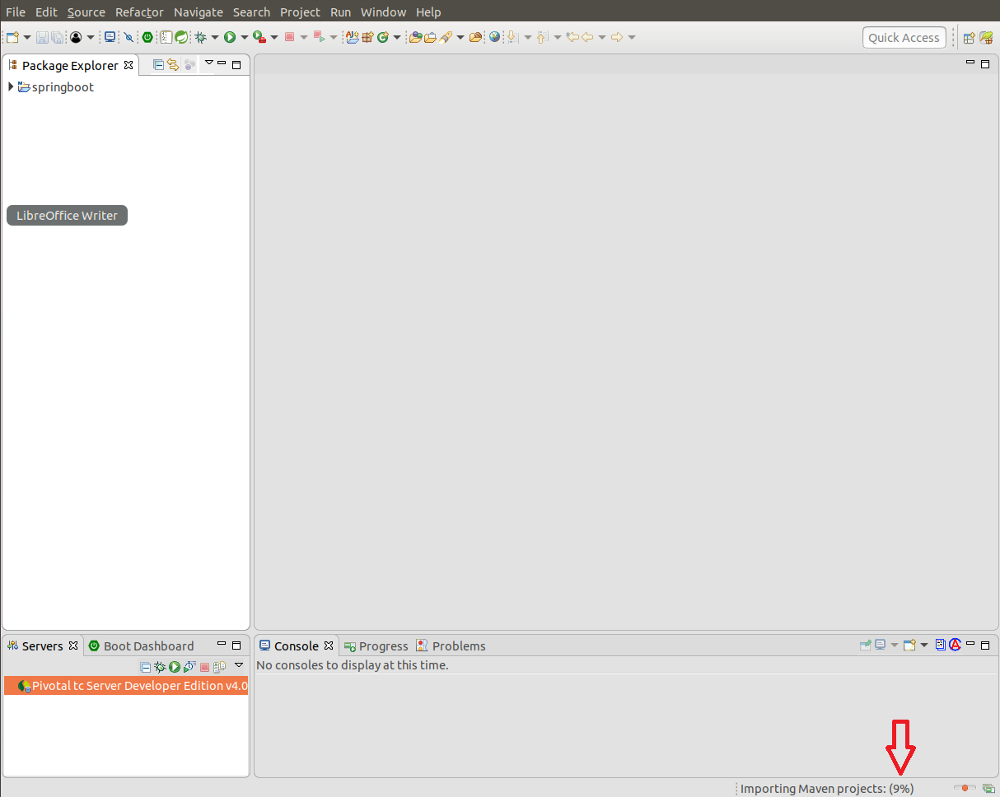 File Edit Source Refactor Navigate Search Project Run Window Help
Quick Access
Package Explorer
springboot
LibreOffice Writer
Servers Boot Dashboard
Pivotal tc Server Developer Edition v4.0
Console Progress Problems
No consoles to display at this time.
Importing Maven projects: (9%)